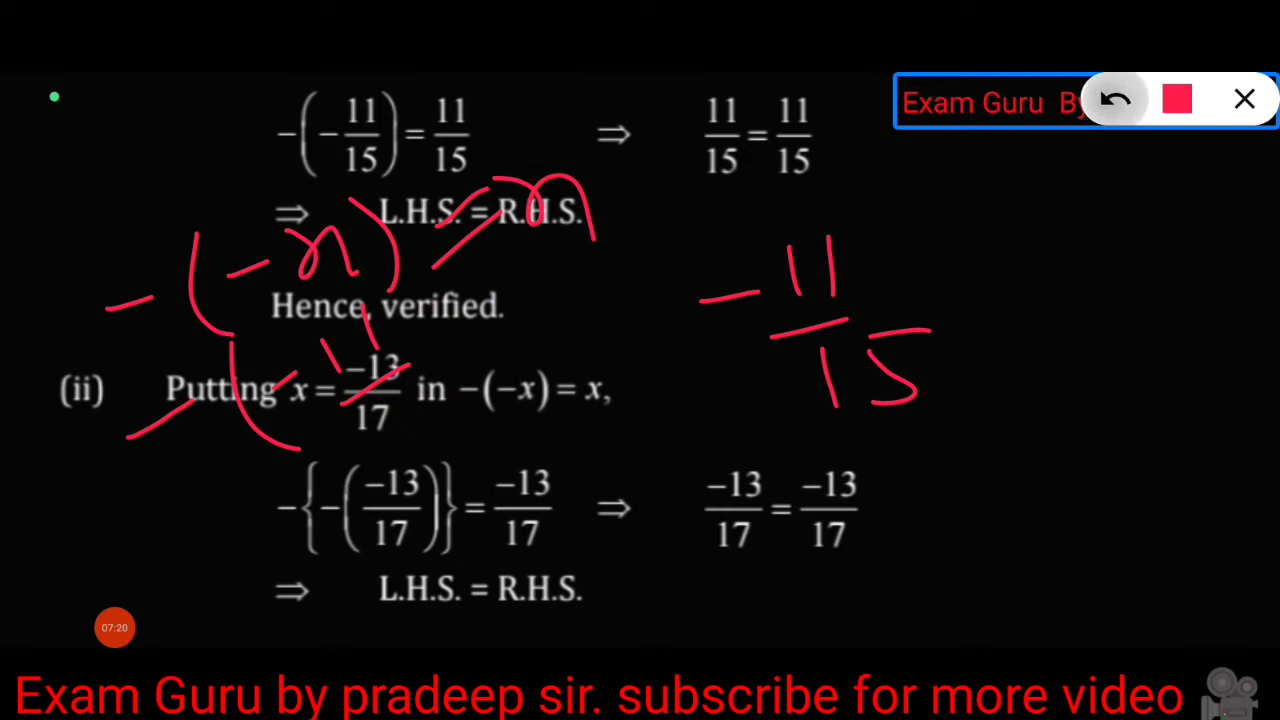 Exam Guru By
−(−11/15) = 11/15 ⇒ 11/15 = 11/15
⇒ L.H.S. = R.H.S.
−(−x) = x
Hence, verified.
−11/15
(ii) Putting x = −13/17 in −(−x) = x,
−{−(−13/17)} = −13/17 ⇒ −13/17 = −13/17
⇒ L.H.S. = R.H.S.
07:20
Exam Guru by pradeep sir. subscribe for more video